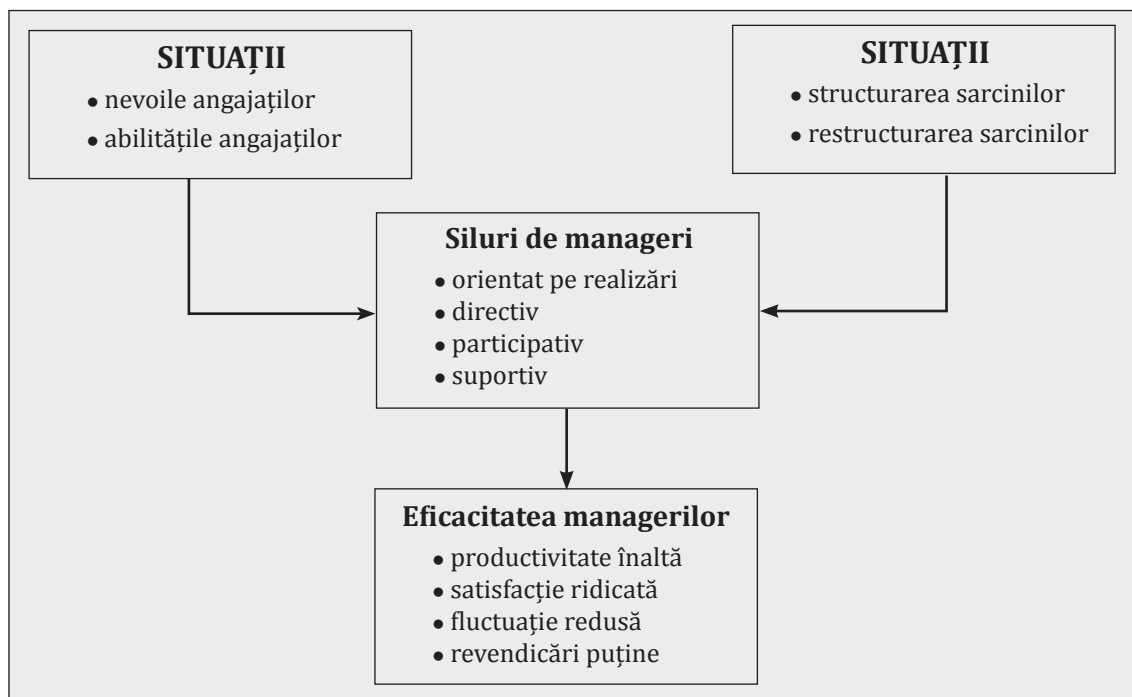 SITUAȚII
• nevoile angajaților
• abilitățile angajaților
SITUAȚII
• structurarea sarcinilor
• restructurarea sarcinilor
Siluri de manageri
• orientat pe realizări
• directiv
• participativ
• suportiv
Eficacitatea managerilor
• productivitate înaltă
• satisfacție ridicată
• fluctuație redusă
• revendicări puține